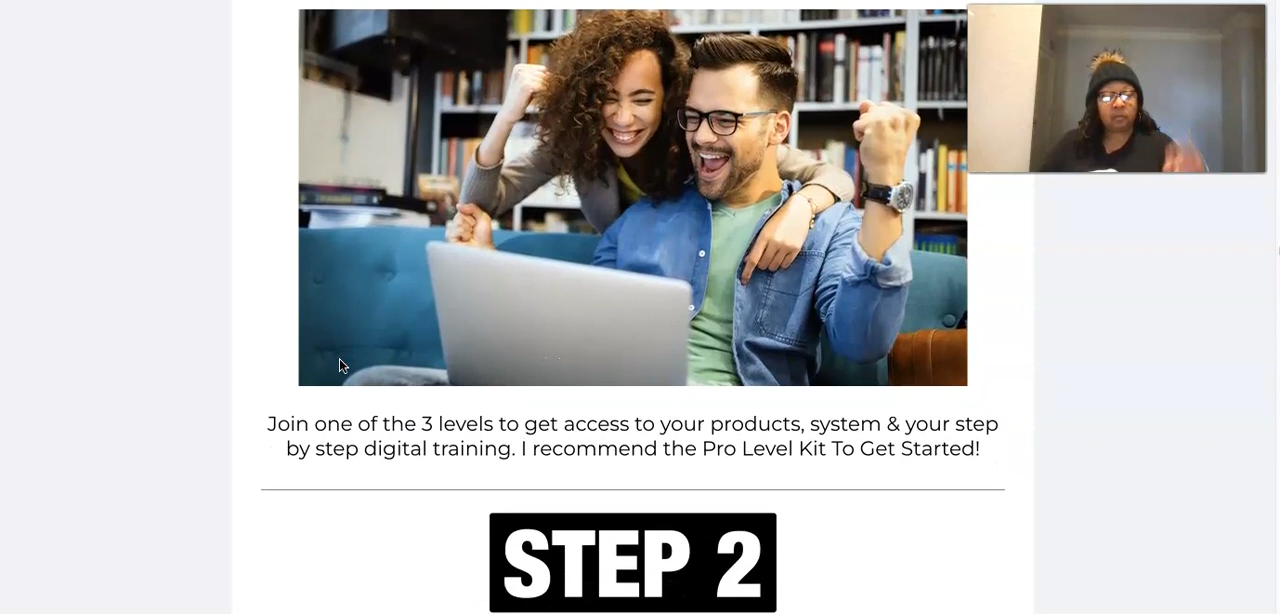 Join one of the 3 levels to get access to your products, system & your step
by step digital training. I recommend the Pro Level Kit To Get Started!
STEP 2